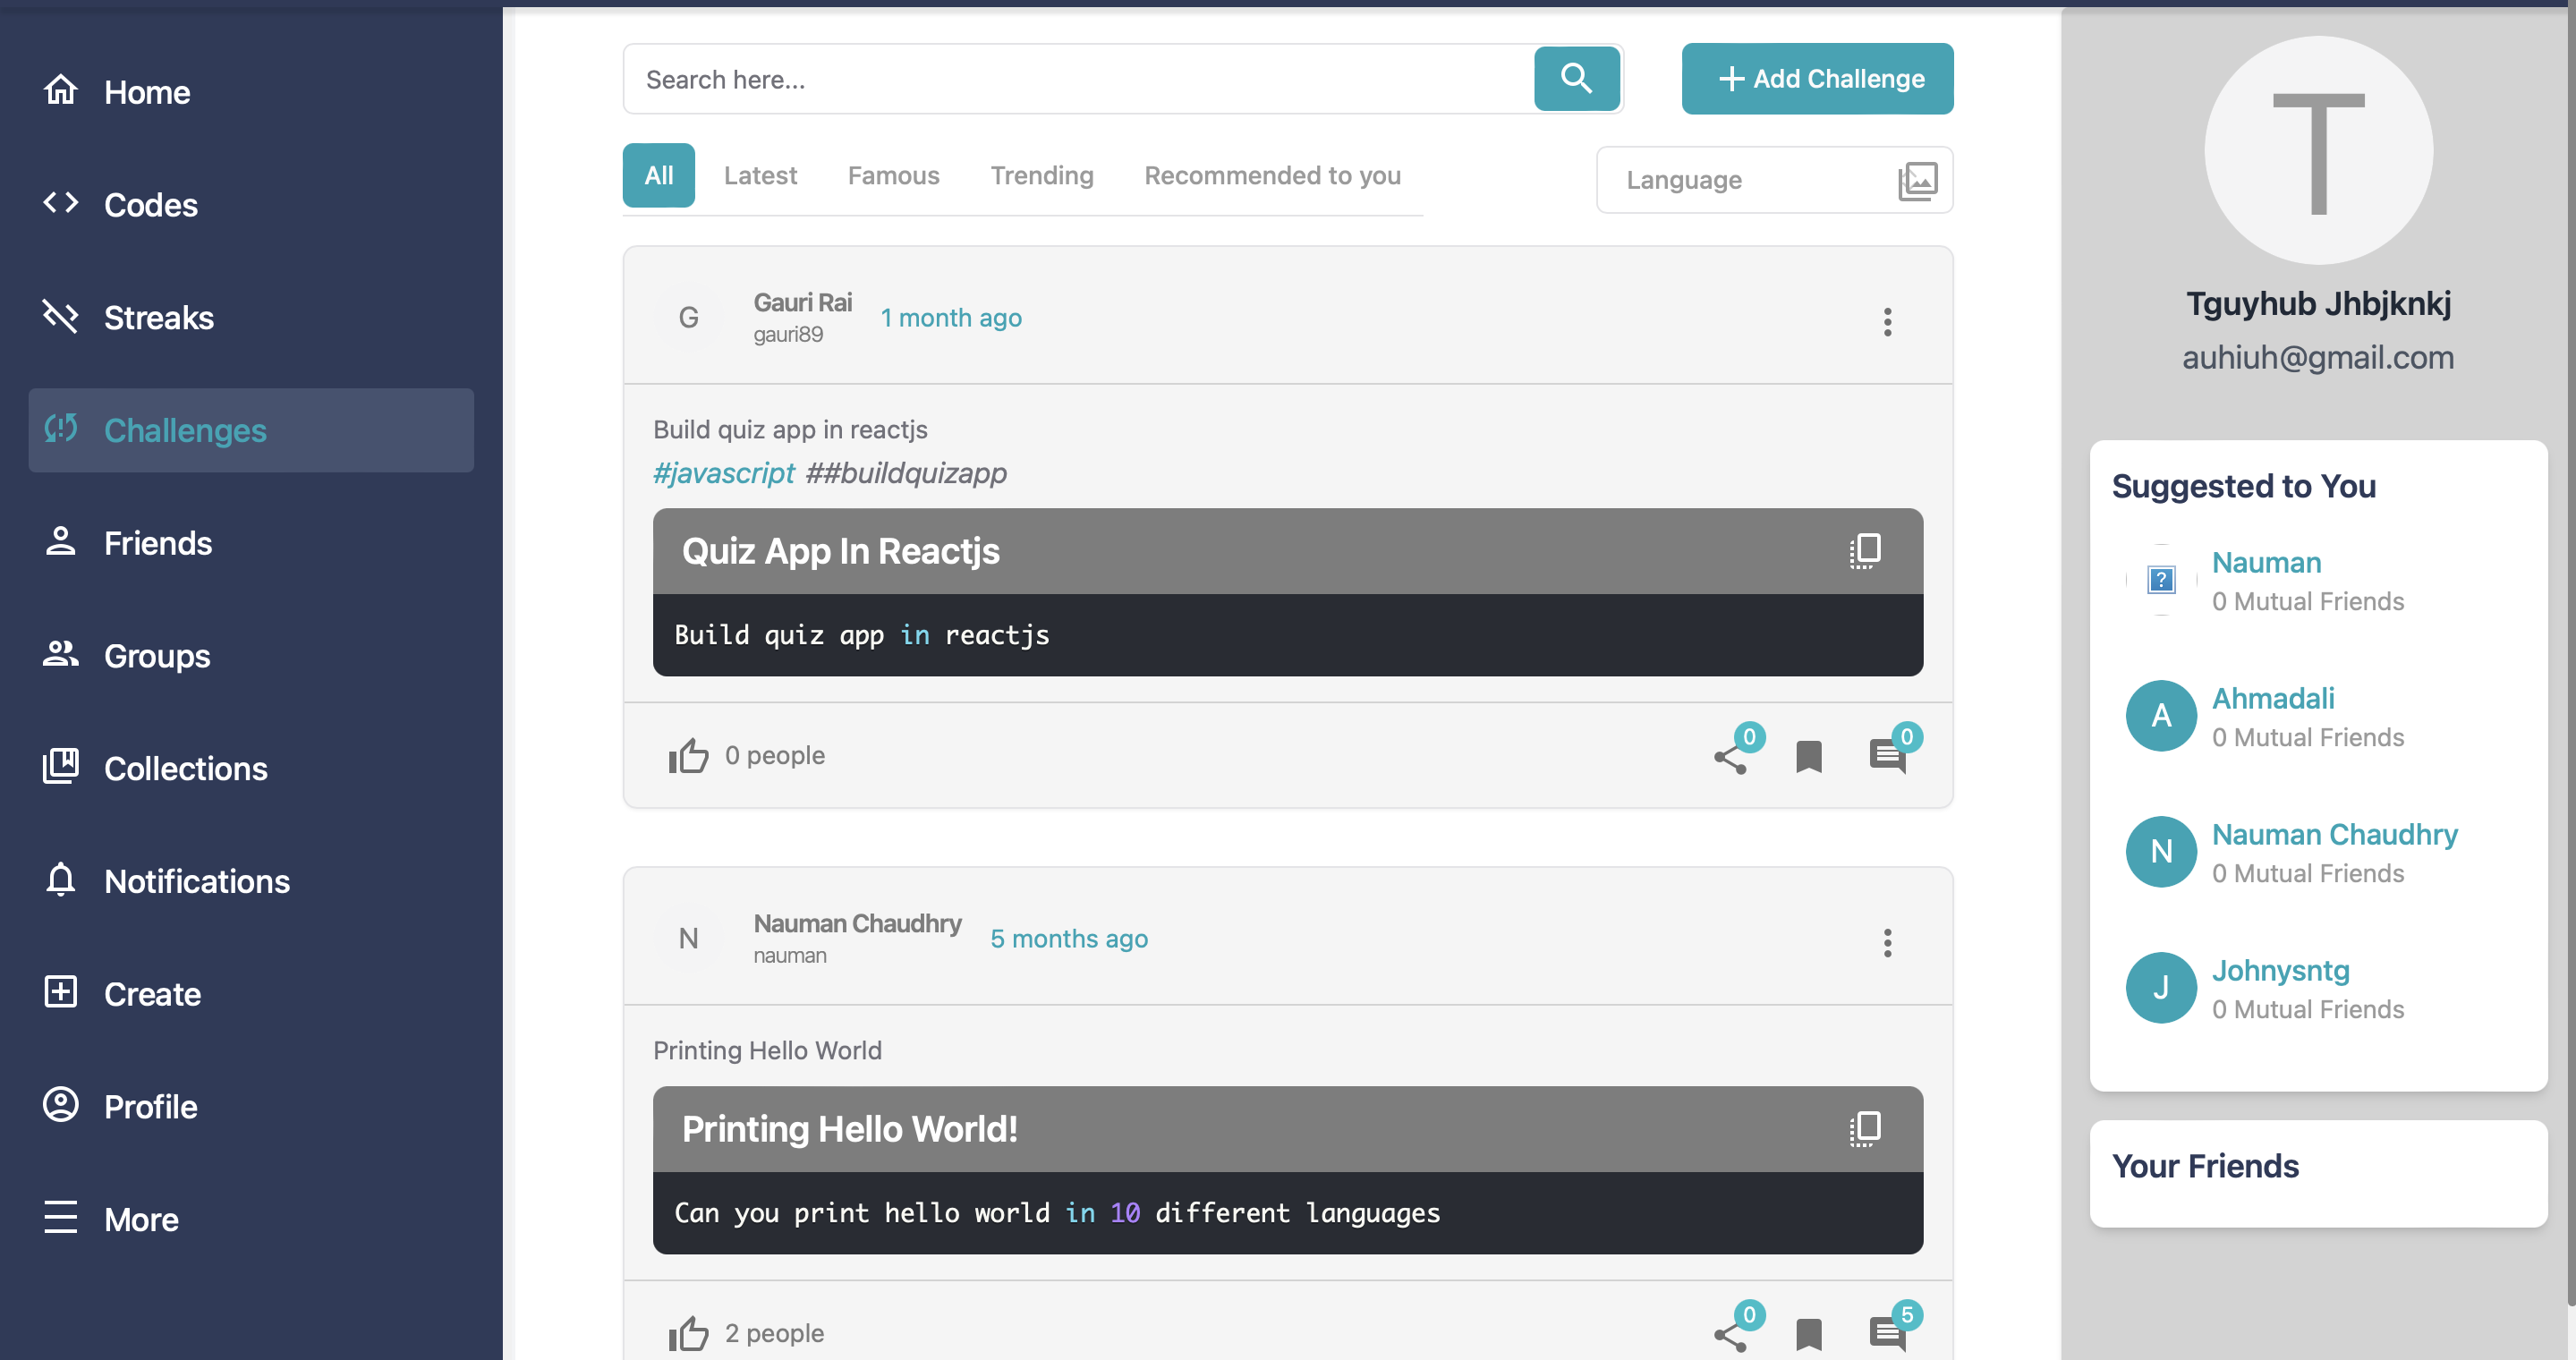 Home
Codes
Streaks
Challenges
Friends
Groups
Collections
Notifications
Create
Profile
More
Search here...
Add Challenge
All
Latest
Famous
Trending
Recommended to you
Language
G
Gauri Rai
gauri89
1 month ago
Build quiz app in reactjs
#javascript ##buildquizapp
Quiz App In Reactjs
Build quiz app in reactjs
0 people
0
0
N
Nauman Chaudhry
nauman
5 months ago
Printing Hello World
Printing Hello World!
Can you print hello world in 10 different languages
2 people
0
5
T
Tguyhub Jhbjknkj
auhiuh@gmail.com
Suggested to You
?
Nauman
0 Mutual Friends
A
Ahmadali
0 Mutual Friends
N
Nauman Chaudhry
0 Mutual Friends
J
Johnysntg
0 Mutual Friends
Your Friends